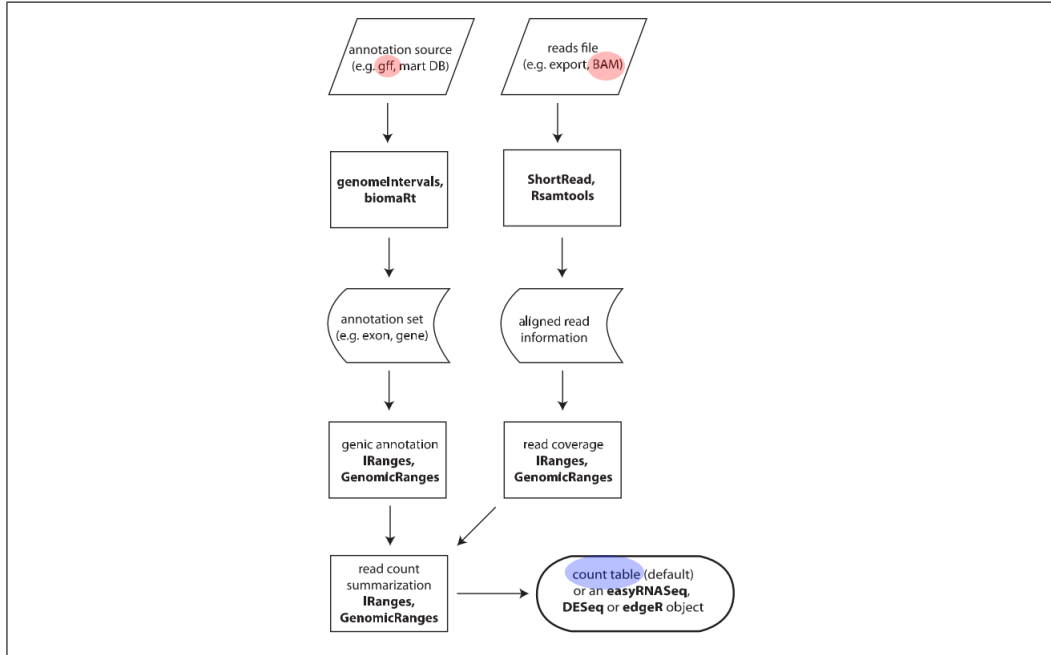 annotation source
(e.g. gff, mart DB)
reads file
(e.g. export, BAM)
genomeIntervals,
biomaRt
ShortRead,
Rsamtools
annotation set
(e.g. exon, gene)
aligned read
information
genic annotation
IRanges,
GenomicRanges
read coverage
IRanges,
GenomicRanges
read count
summarization
IRanges,
GenomicRanges
count table (default)
or an easyRNASeq,
DESeq or edgeR object